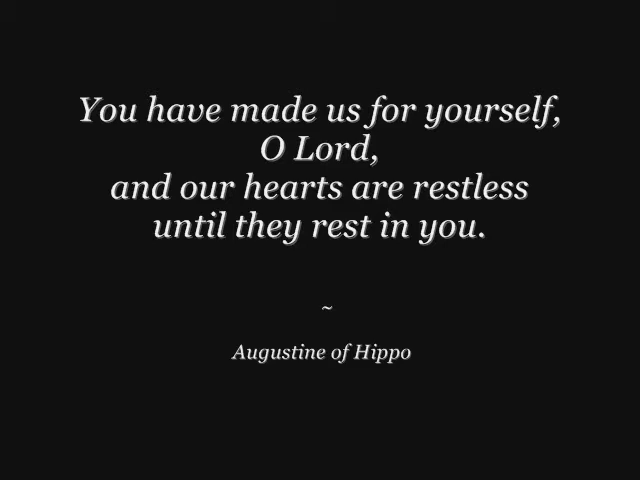 You have made us for yourself,
O Lord,
and our hearts are restless
until they rest in you.
~
Augustine of Hippo